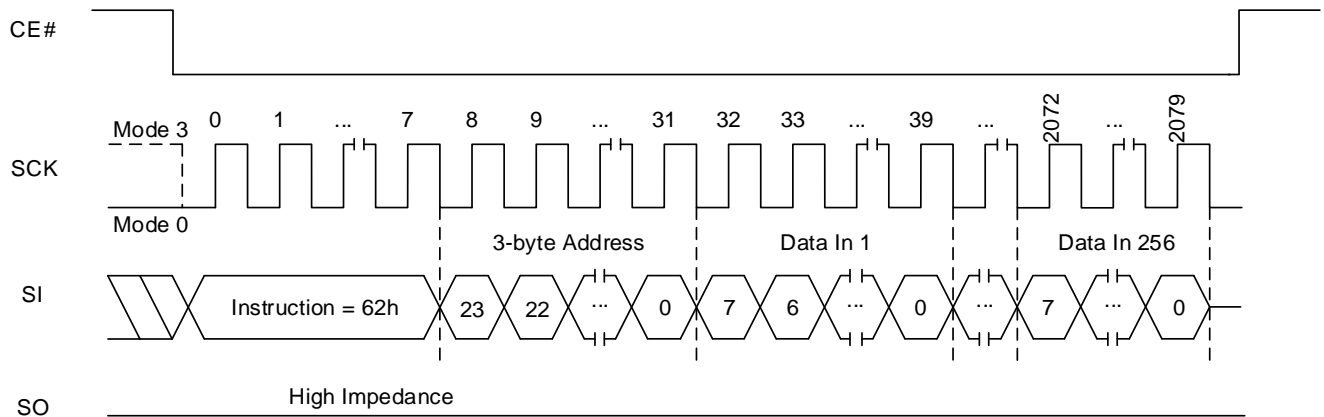 CE#
0 1 ... 7 8 9 ... 31 32 33 ... 39 ... 2072 ... 2079
Mode 3
SCK
Mode 0
3-byte Address Data In 1 Data In 256
SI Instruction = 62h 23 22 ... 0 7 6 ... 0 ... 7 ... 0
High Impedance
SO